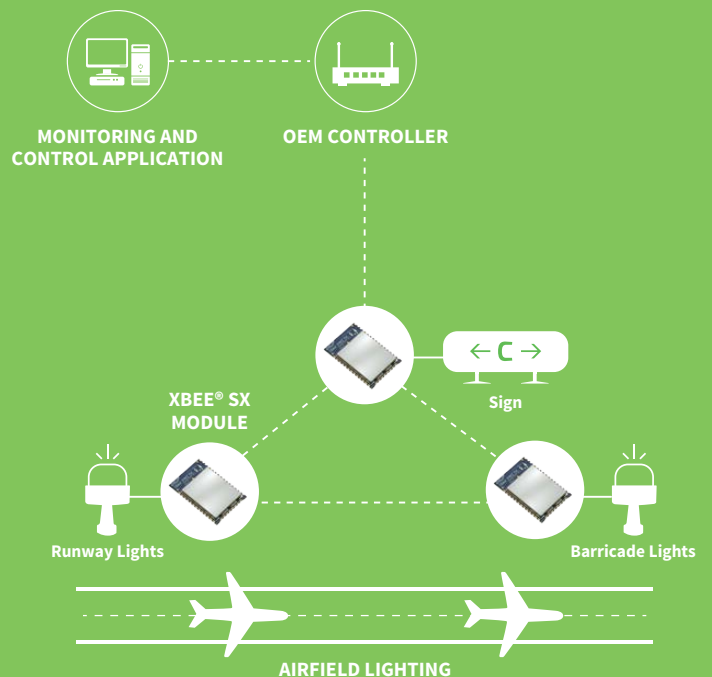 MONITORING AND
CONTROL APPLICATION
OEM CONTROLLER
← C →
Sign
XBEE® SX
MODULE
Runway Lights
Barricade Lights
AIRFIELD LIGHTING